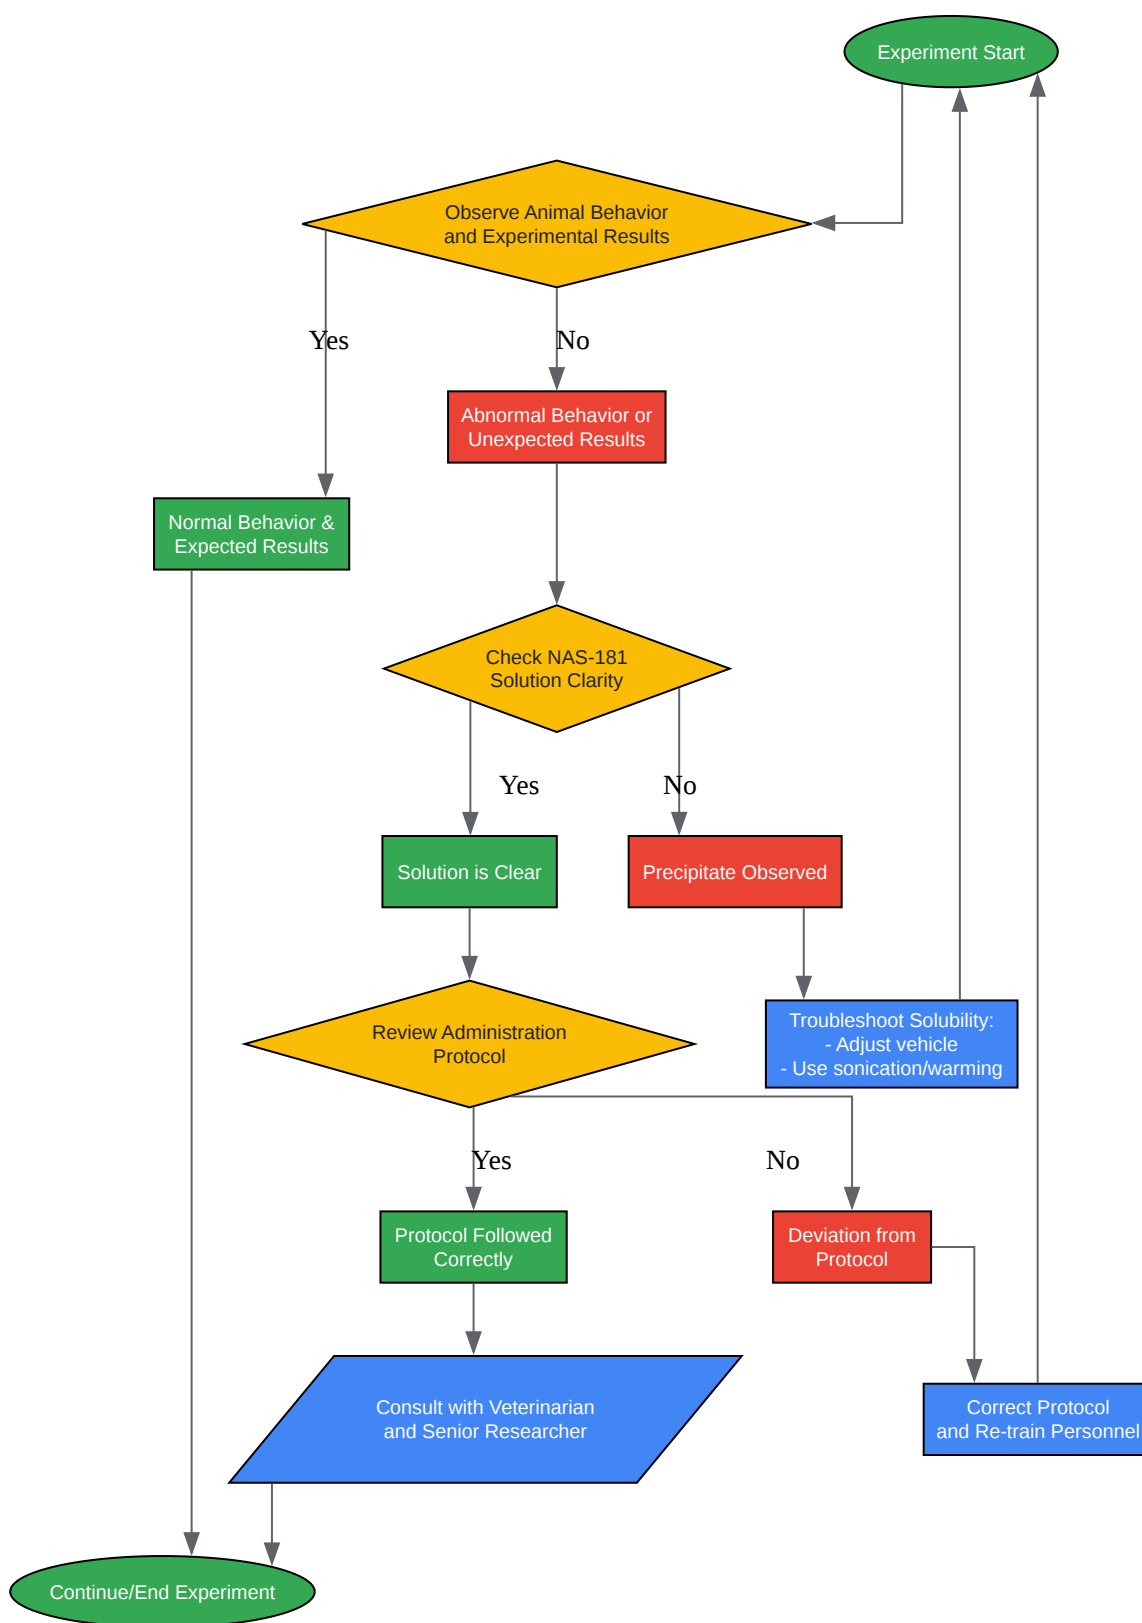 Experiment Start
Observe Animal Behavior
and Experimental Results
Yes
No
Abnormal Behavior or
Unexpected Results
Normal Behavior &
Expected Results
Check NAS-181
Solution Clarity
Yes
No
Solution is Clear
Precipitate Observed
Review Administration
Protocol
Troubleshoot Solubility:
- Adjust vehicle
- Use sonication/warming
Yes
No
Protocol Followed
Correctly
Deviation from
Protocol
Consult with Veterinarian
and Senior Researcher
Correct Protocol
and Re-train Personnel
Continue/End Experiment